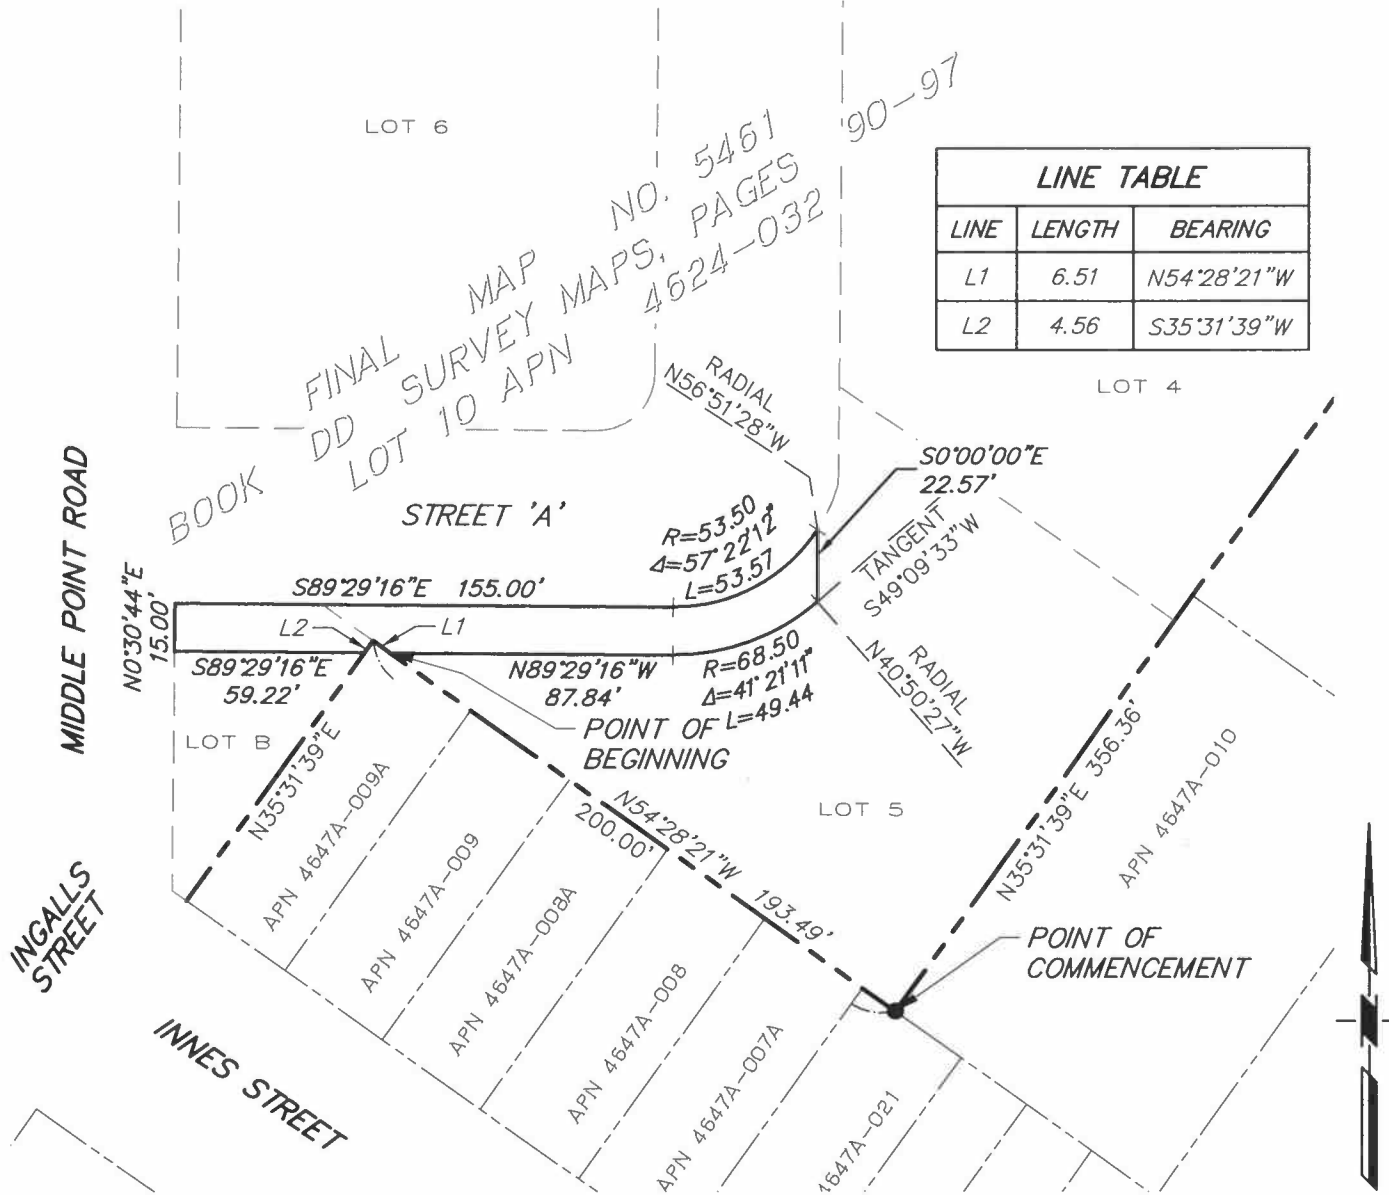 LOT 6
FINAL MAP NO. 5461
BOOK DD SURVEY MAPS, PAGES 90-97
LOT 10 APN 4624-032
LINE TABLE
LINE LENGTH BEARING
L1 6.51 N54°28'21"W
L2 4.56 S35°31'39"W
LOT 4
RADIAL
N56°51'28"W
S0°00'00"E
22.57'
TANGENT
S49°09'33"W
STREET 'A'
R=53.50
Δ=57°22'12"
L=53.57
MIDDLE POINT ROAD
N0°30'44"E
15.00'
S89°29'16"E 155.00'
L2
L1
S89°29'16"E
59.22'
N89°29'16"W
87.84'
R=68.50
Δ=41°21'11"
L=49.44
RADIAL
N40°50'27"W
POINT OF
BEGINNING
LOT B
N35°31'39"E
LOT 5
N54°28'21"W 193.49'
200.00'
N35°31'39"E 356.36'
APN 4647A-010
APN 4647A-009A
APN 4647A-009
APN 4647A-008A
APN 4647A-008
APN 4647A-007A
4647A-021
POINT OF
COMMENCEMENT
INGALLS
STREET
INNES STREET
N